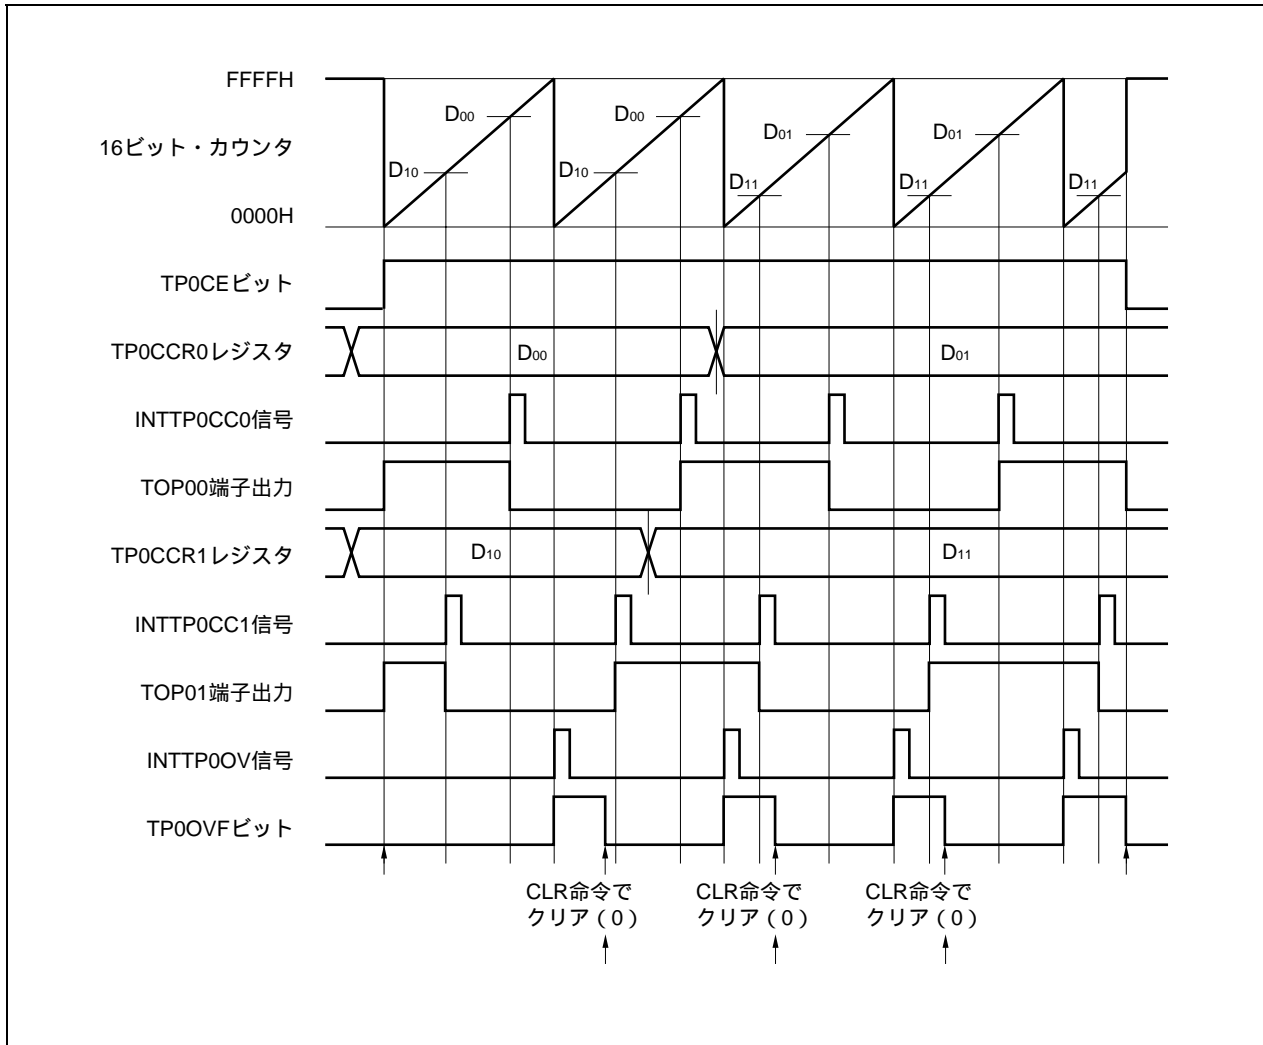 FFFFH
D00 D00
16ビット・カウンタ D01 D01
D10 D10 D11 D11 D11
0000H
TP0CEビット
TP0CCR0レジスタ D00 D01
INTTP0CC0信号
TOP00端子出力
TP0CCR1レジスタ D10 D11
INTTP0CC1信号
TOP01端子出力
INTTP0OV信号
TP0OVFビット
CLR命令で CLR命令で CLR命令で
クリア（0） クリア（0） クリア（0）